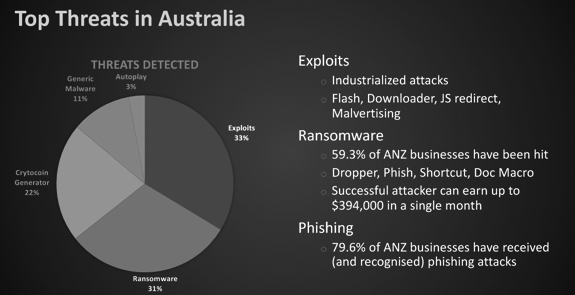 Top Threats in Australia
THREATS DETECTED
Autoplay
3%
Generic
Malware
11%
Exploits
33%
Crytocoin
Generator
22%
Ransomware
31%
Exploits
Industrialized attacks
Flash, Downloader, JS redirect,
Malvertising
Ransomware
59.3% of ANZ businesses have been hit
Dropper, Phish, Shortcut, Doc Macro
Successful attacker can earn up to
$394,000 in a single month
Phishing
79.6% of ANZ businesses have received
(and recognised) phishing attacks